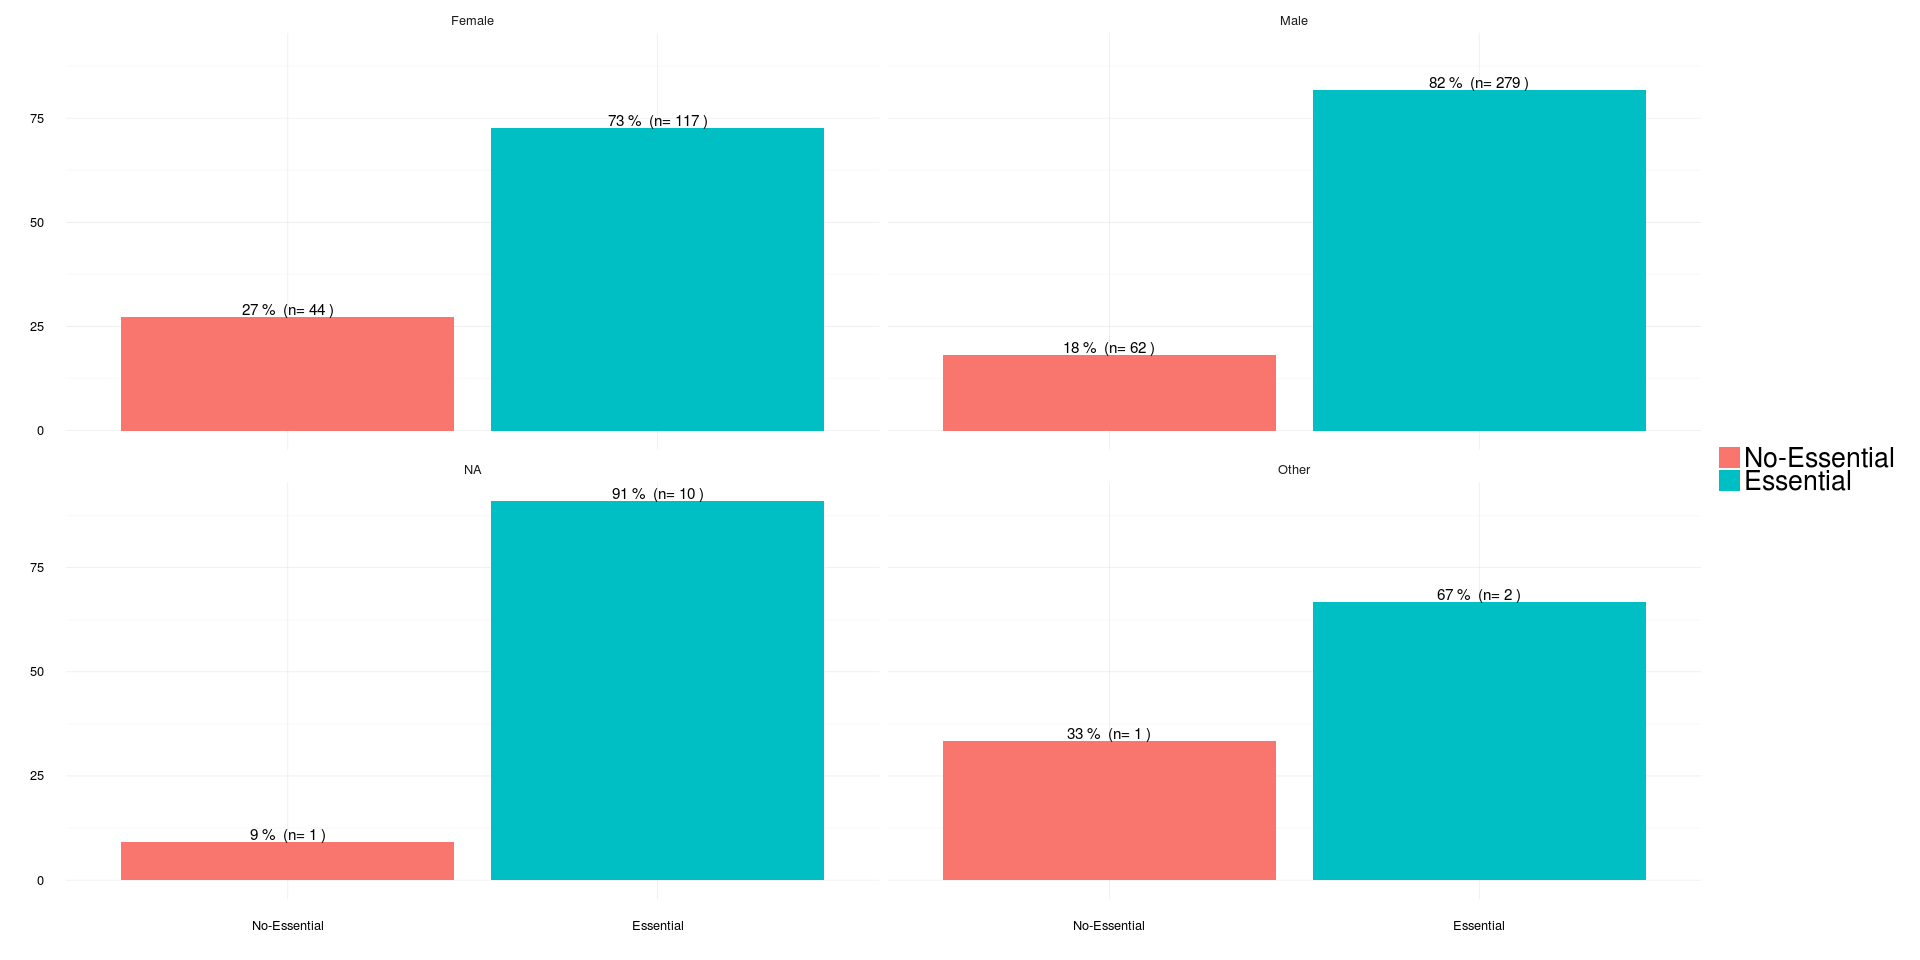 Female
Male
75
50
25
0
27 % (n= 44 )
73 % (n= 117 )
18 % (n= 62 )
82 % (n= 279 )
NA
Other
75
50
25
0
9 % (n= 1 )
91 % (n= 10 )
33 % (n= 1 )
67 % (n= 2 )
No-Essential
Essential
No-Essential
Essential
No-Essential
Essential